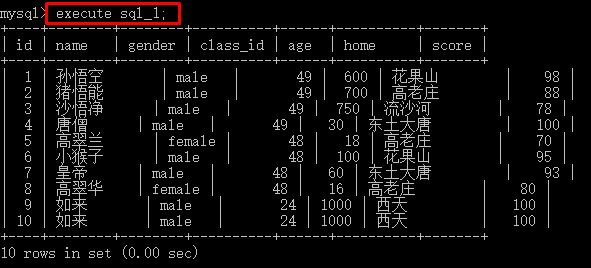 mysql> execute sql_1;
+----+--------+--------+----------+------+----------+-------+
| id | name | gender | class_id | age | home | score |
+----+--------+--------+----------+------+----------+-------+
| 1 | 孙悟空 | male | 49 | 600 | 花果山 | 98 |
| 2 | 猪悟能 | male | 49 | 700 | 高老庄 | 88 |
| 3 | 沙悟净 | male | 49 | 750 | 流沙河 | 78 |
| 4 | 唐僧 | male | 49 | 30 | 东土大唐 | 100 |
| 5 | 高翠兰 | female | 48 | 18 | 高老庄 | 70 |
| 6 | 小猴子 | male | 48 | 100 | 花果山 | 95 |
| 7 | 皇帝 | male | 48 | 60 | 东土大唐 | 93 |
| 8 | 高翠华 | female | 48 | 16 | 高老庄 | 80 |
| 9 | 如来 | male | 24 | 1000 | 西天 | 100 |
| 10 | 如来 | male | 24 | 1000 | 西天 | 100 |
+----+--------+--------+----------+------+----------+-------+
10 rows in set (0.00 sec)